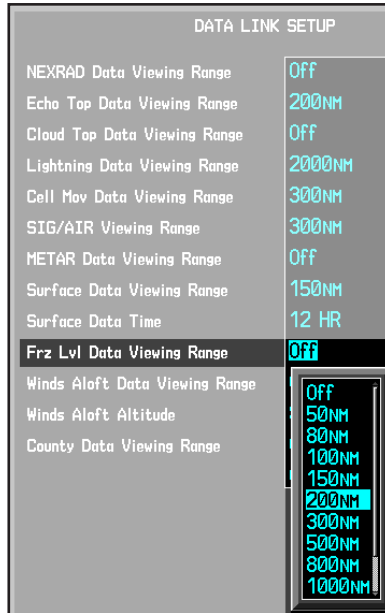 DATA LINK SETUP
NEXRAD Data Viewing Range Off
Echo Top Data Viewing Range 200NM
Cloud Top Data Viewing Range Off
Lightning Data Viewing Range 2000NM
Cell Mov Data Viewing Range 300NM
SIG/AIR Viewing Range 300NM
METAR Data Viewing Range Off
Surface Data Viewing Range 150NM
Surface Data Time 12 HR
Frz Lvl Data Viewing Range Off
Winds Aloft Data Viewing Range
Winds Aloft Altitude
County Data Viewing Range
Off
50NM
80NM
100NM
150NM
200NM
300NM
500NM
800NM
1000NM